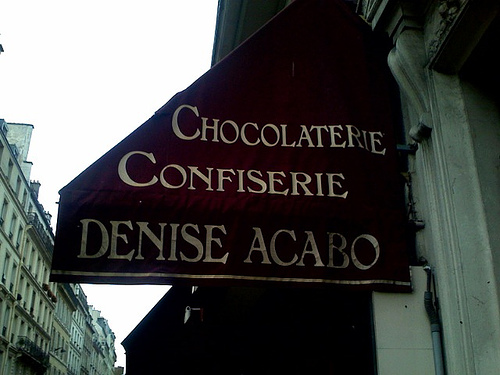 CHOCOLATERIE
CONFISERIE
DENISE ACABO